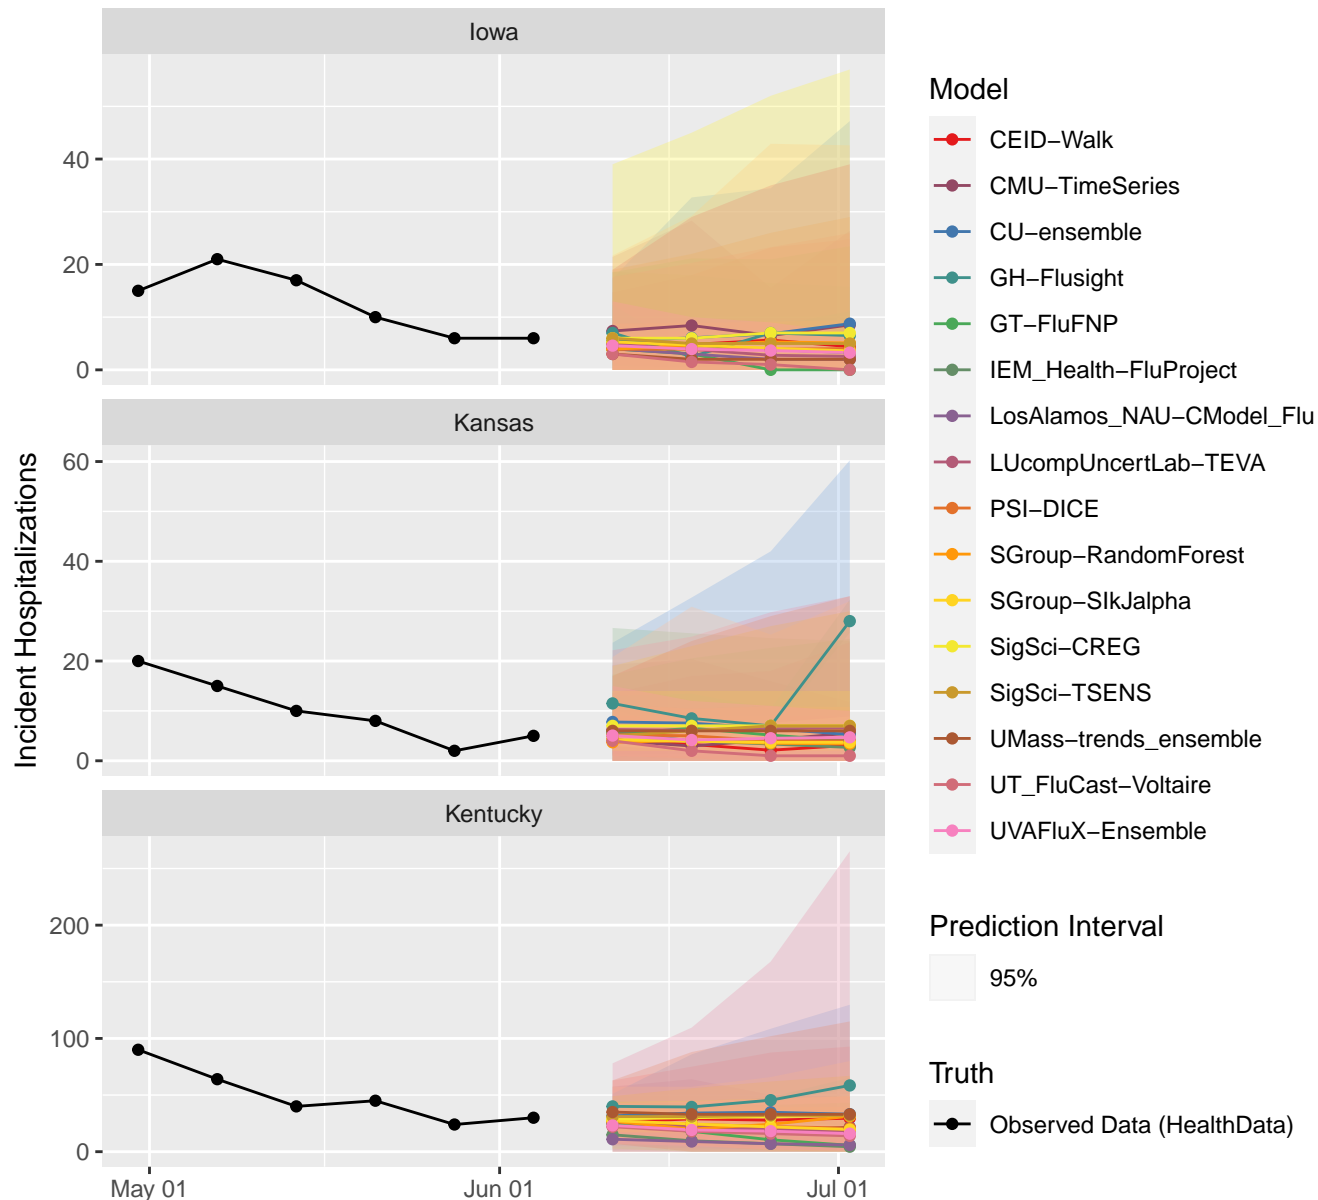 Iowa
40
20
0
Kansas
60
40
20
0
Kentucky
200
100
0
May 01
Jun 01
Jul 01
Incident Hospitalizations
Model
CEID−Walk
CMU−TimeSeries
CU−ensemble
GH−Flusight
GT−FluFNP
IEM_Health−FluProject
LosAlamos_NAU−CModel_Flu
LUcompUncertLab−TEVA
PSI−DICE
SGroup−RandomForest
SGroup−SIkJalpha
SigSci−CREG
SigSci−TSENS
UMass−trends_ensemble
UT_FluCast−Voltaire
UVAFluX−Ensemble
Prediction Interval
95%
Truth
Observed Data (HealthData)